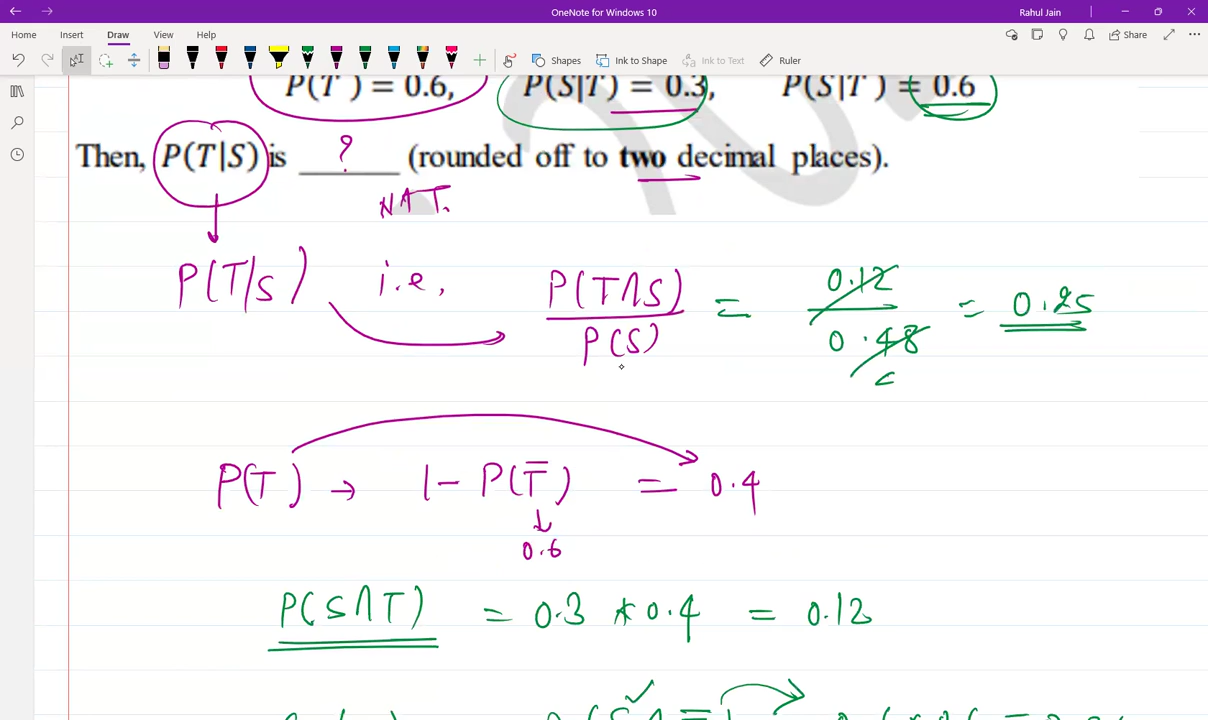 OneNote for Windows 10
Rahul Jain
Home Insert Draw View Help
Share
Shapes Ink to Shape Ink to Text Ruler
P(T ) = 0.6, P(S|T) = 0.3, P(S|T ) = 0.6
Then, P(T|S) is ______ (rounded off to two decimal places).
?
NAT.
P(T/S) i.e, P(T∩S) / P(S) = 0.12 / 0.48 = 0.25
P(T) → 1 - P(T̅) = 0.4
0.6
P(S∩T) = 0.3 * 0.4 = 0.12